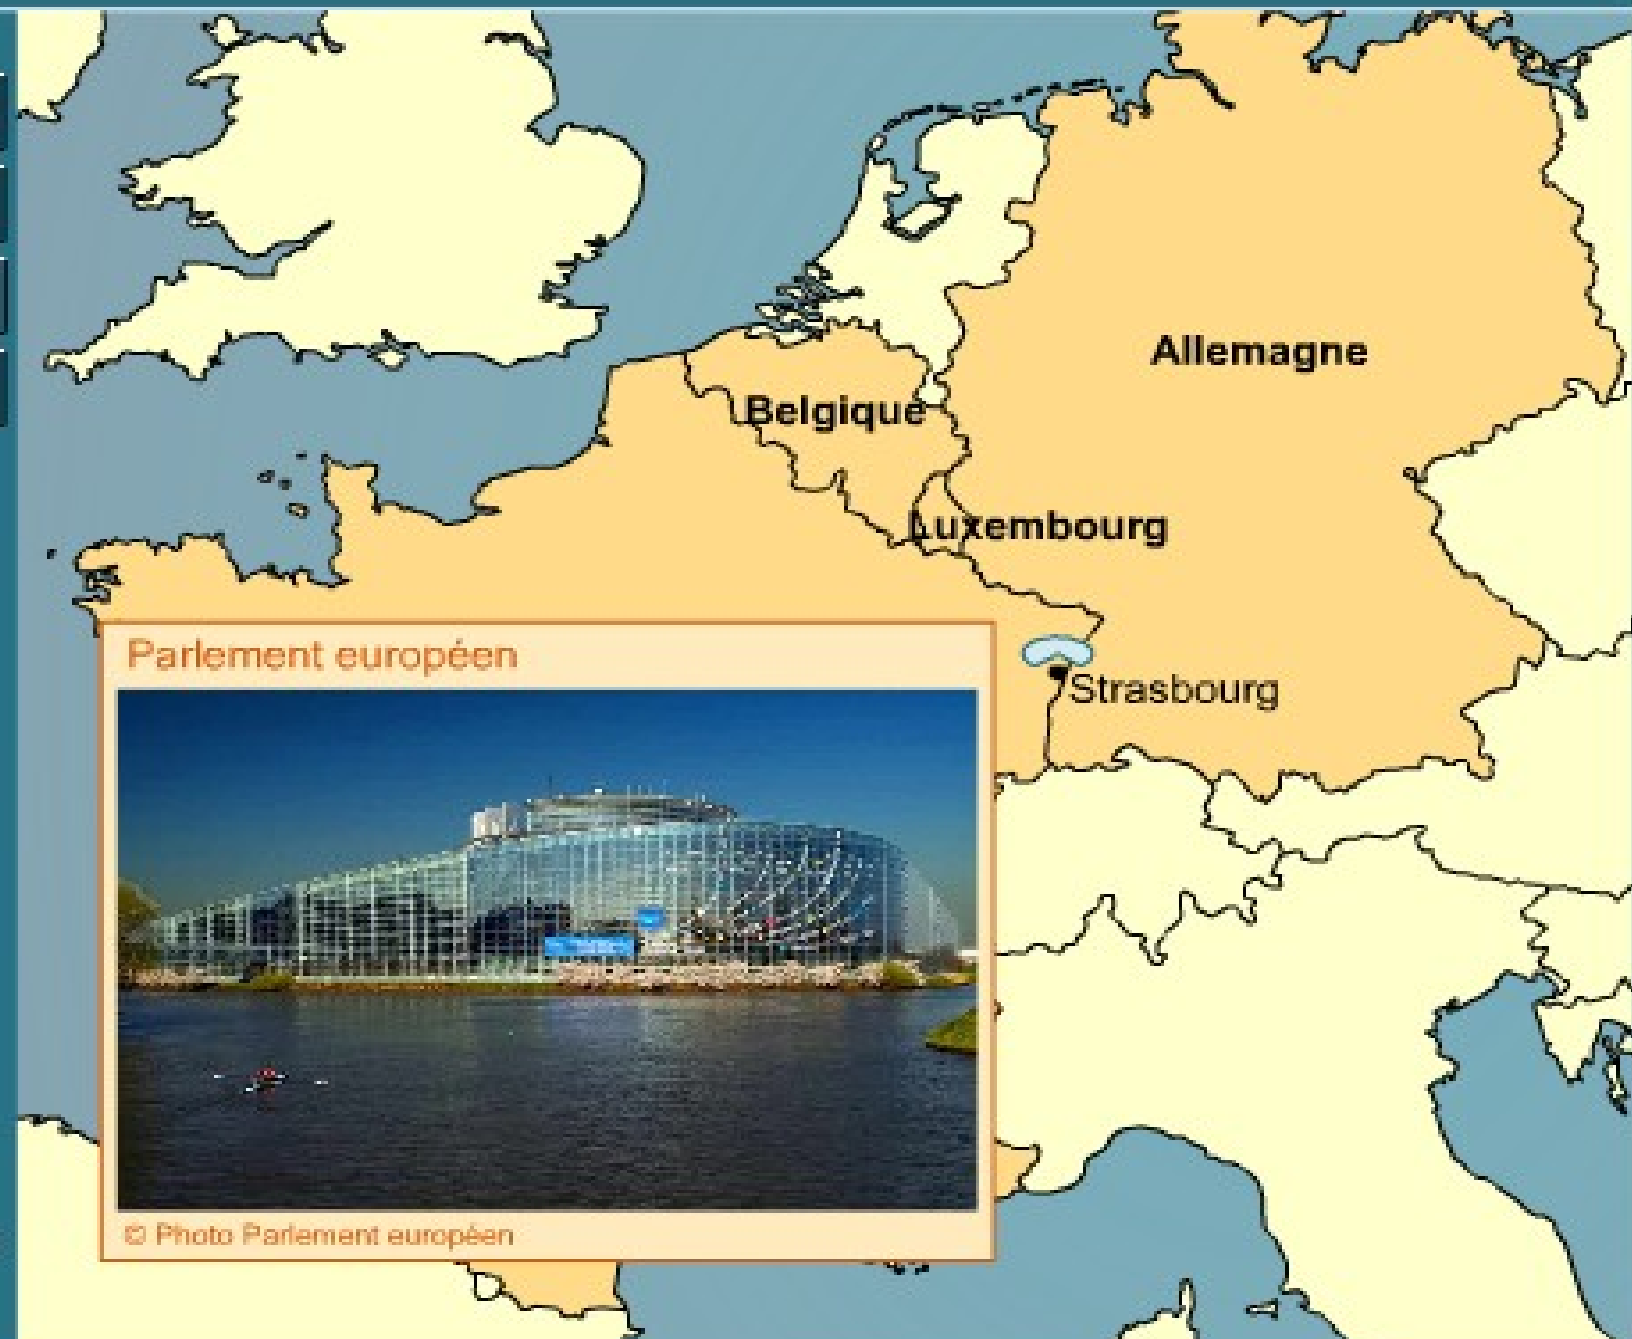 Allemagne
Belgique
Luxembourg
Parlement européen
Strasbourg
© Photo Parlement européen